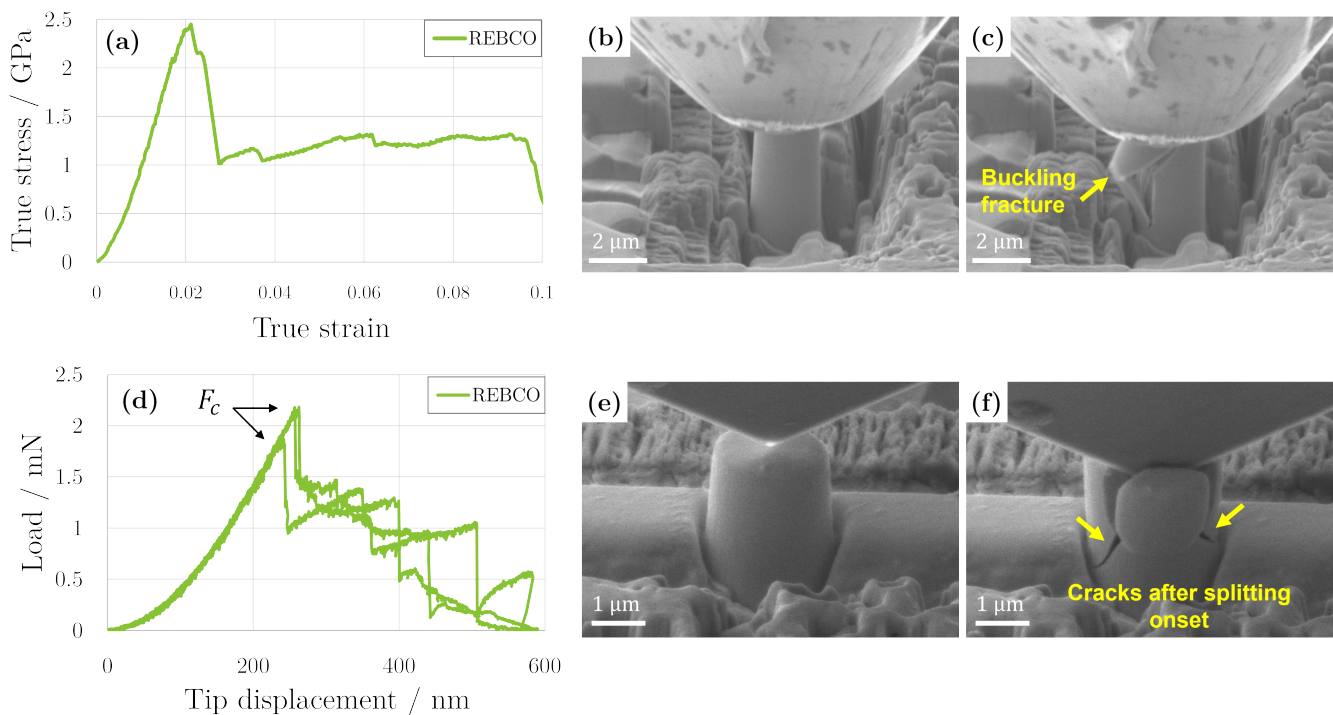 (a)
REBCO
True stress / GPa
2.5
2
1.5
1
0.5
0
0
0.02
0.04
0.06
0.08
0.1
True strain
(b)
2 μm
(c)
Buckling
fracture
2 μm
(d)
F_c
REBCO
Load / mN
2.5
2
1.5
1
0.5
0
0
200
400
600
Tip displacement / nm
(e)
1 μm
(f)
Cracks after splitting
onset
1 μm